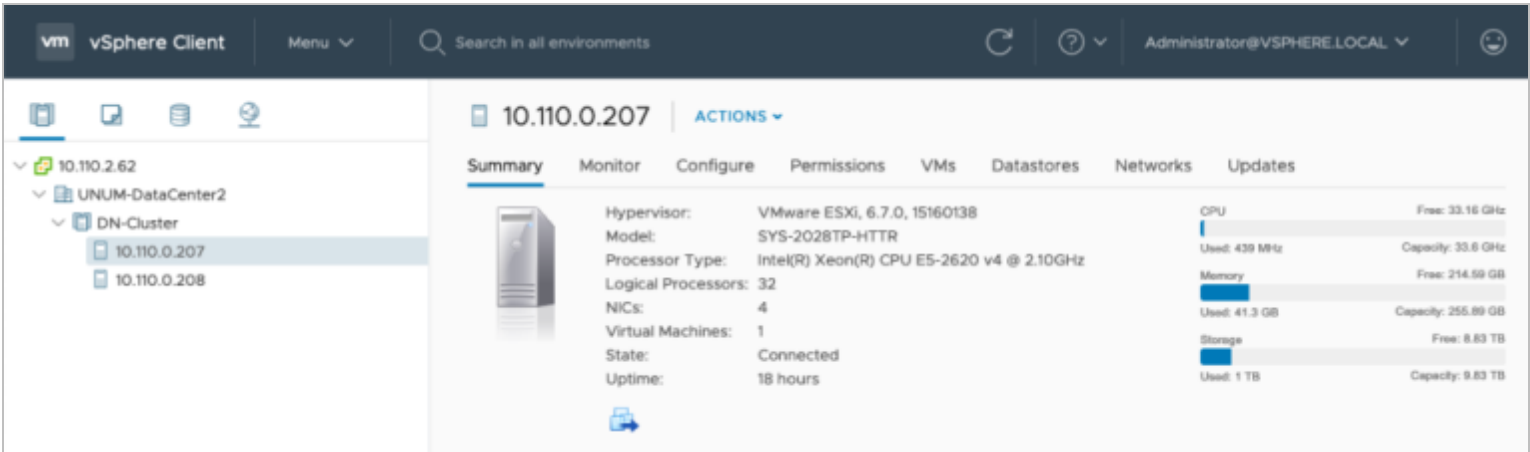 vm vSphere Client Menu Search in all environments Administrator@VSPHERE.LOCAL
10.110.2.62
UNUM-DataCenter2
DN-Cluster
10.110.0.207
10.110.0.208
10.110.0.207 ACTIONS
Summary Monitor Configure Permissions VMs Datastores Networks Updates
Hypervisor: VMware ESXi, 6.7.0, 15160138
Model: SYS-2028TP-HTTR
Processor Type: Intel(R) Xeon(R) CPU E5-2620 v4 @ 2.10GHz
Logical Processors: 32
NICs: 4
Virtual Machines: 1
State: Connected
Uptime: 18 hours
CPU Free: 33.16 GHz
Used: 439 MHz Capacity: 33.6 GHz
Memory Free: 214.59 GB
Used: 41.3 GB Capacity: 255.89 GB
Storage Free: 8.83 TB
Used: 1 TB Capacity: 9.83 TB